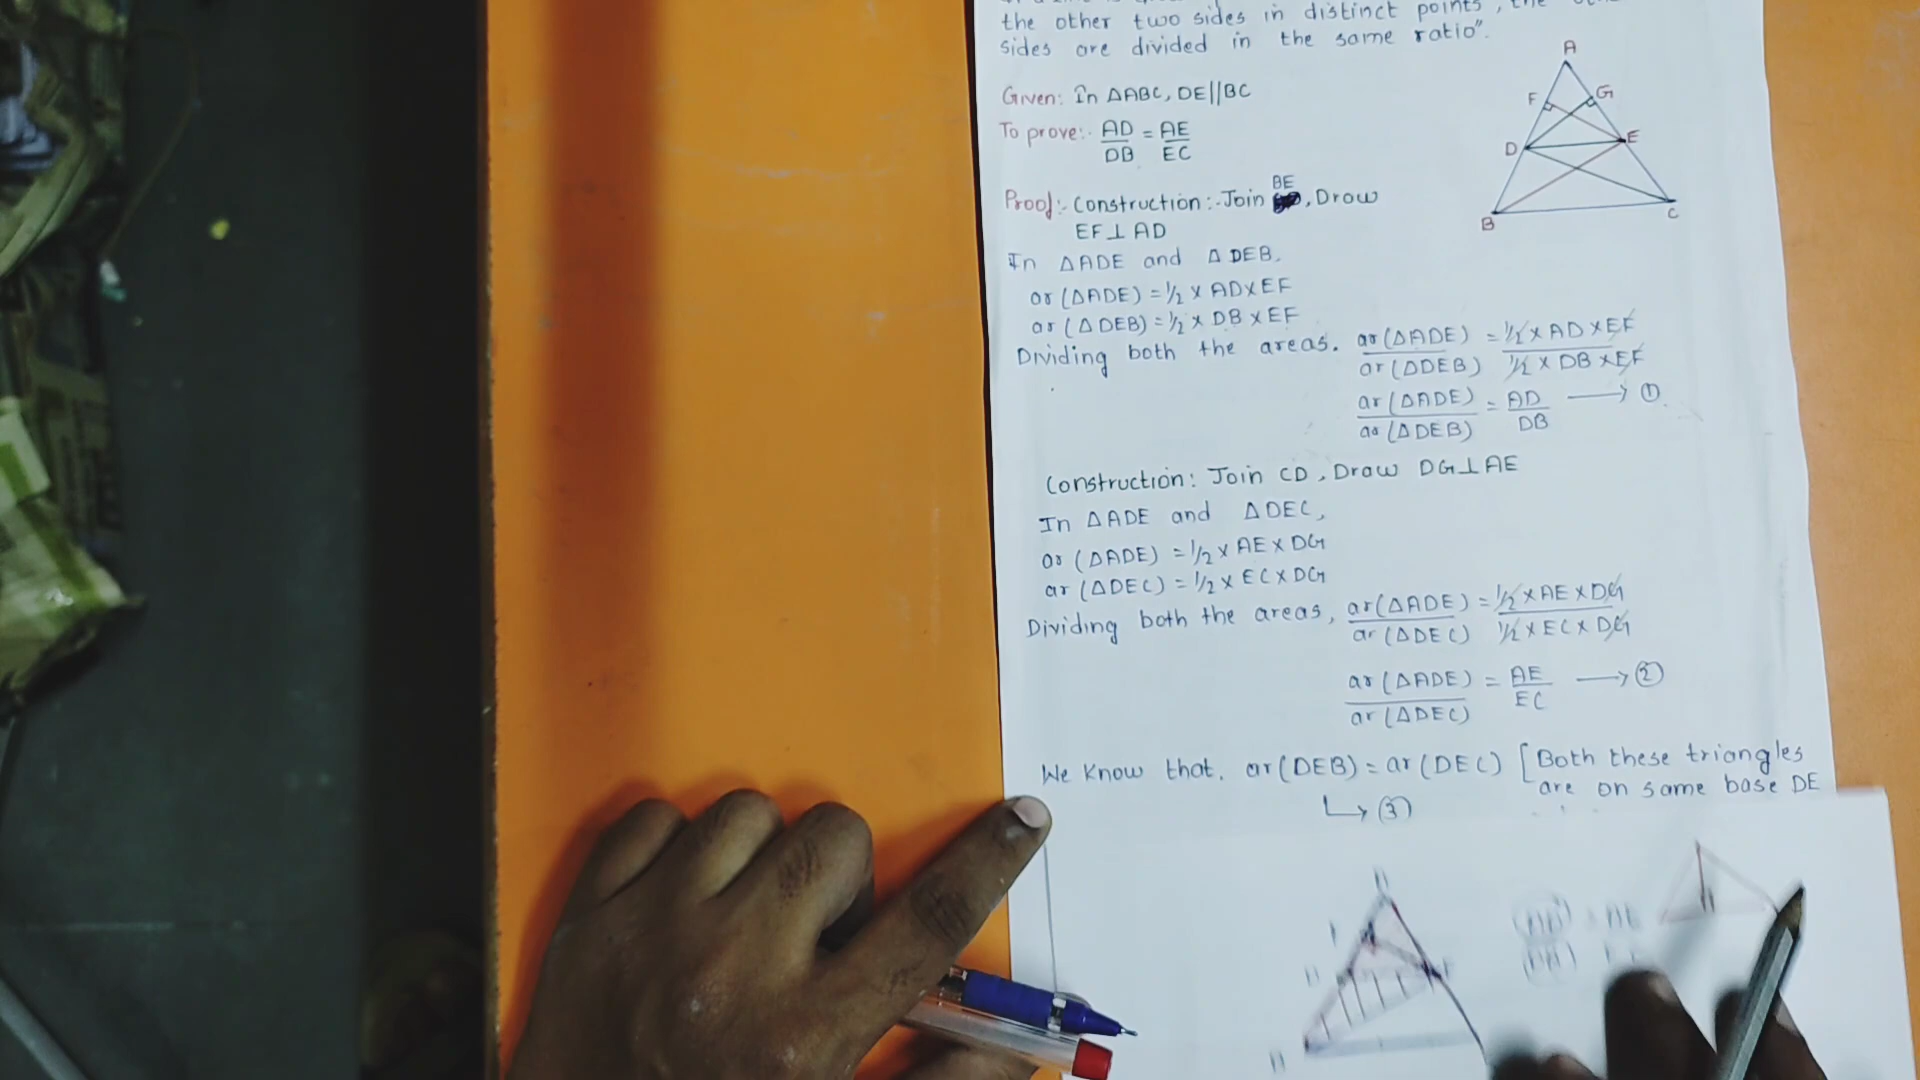 the other two sides in distinct points, the
sides are divided in the same ratio".
Given: In ΔABC, DE||BC
To prove:- AD/DB = AE/EC
Proof:- Construction:- Join BE, Draw
EF⊥AD
In ΔADE and ΔDEB.
ar (ΔADE) = 1/2 × AD×EF
ar (ΔDEB) = 1/2 × DB × EF
Dividing both the areas. ar(ΔADE)/ar(ΔDEB) = 1/2 × AD × EF / 1/2 × DB × EF
ar(ΔADE)/ar(ΔDEB) = AD/DB → ①
Construction: Join CD, Draw DG⊥AE
In ΔADE and ΔDEC,
ar (ΔADE) = 1/2 × AE × DG
ar (ΔDEC) = 1/2 × EC × DG
Dividing both the areas, ar(ΔADE)/ar(ΔDEC) = 1/2 × AE × DG / 1/2 × EC × DG
ar(ΔADE)/ar(ΔDEC) = AE/EC → ②
We know that. ar(DEB) = ar(DEC) [Both these triangles
are on same base DE
↳ ③
A
F
G
D
E
B
C